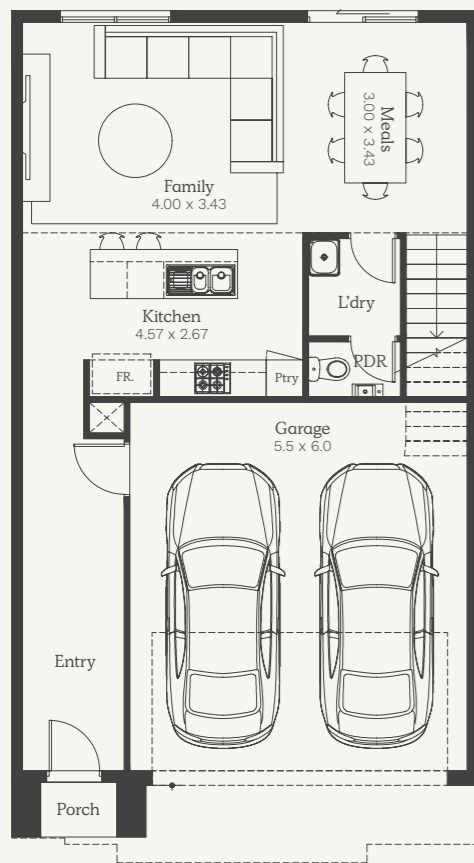 Meals
3.00 x 3.43
Family
4.00 x 3.43
L'dry
Kitchen
4.57 x 2.67
PDR
FR.
Ptry
Garage
5.5 x 6.0
Entry
Porch